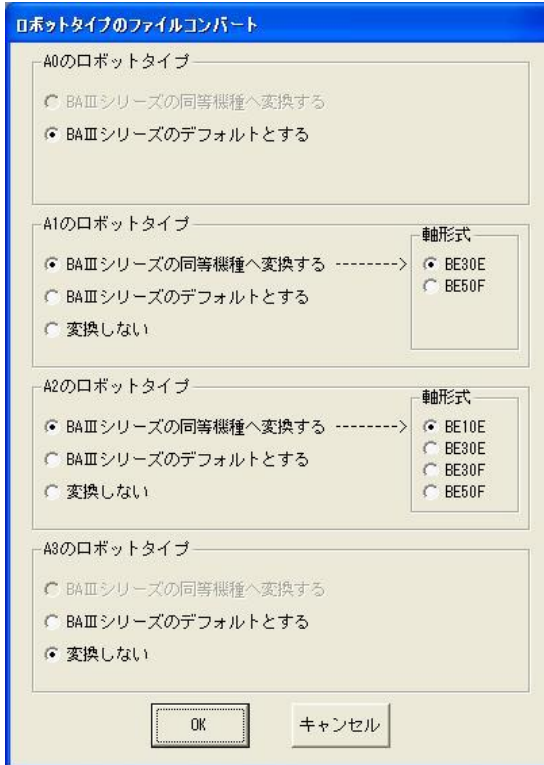 ロボットタイプのファイルコンバート
A0のロボットタイプ
BAⅢシリーズの同等機種へ変換する
BAⅢシリーズのデフォルトとする
A1のロボットタイプ
軸形式
BAⅢシリーズの同等機種へ変換する -------->
BE30E
BAⅢシリーズのデフォルトとする
BE50F
変換しない
A2のロボットタイプ
軸形式
BAⅢシリーズの同等機種へ変換する -------->
BE10E
BAⅢシリーズのデフォルトとする
BE30E
BE30F
変換しない
BE50F
A3のロボットタイプ
BAⅢシリーズの同等機種へ変換する
BAⅢシリーズのデフォルトとする
変換しない
OK
キャンセル